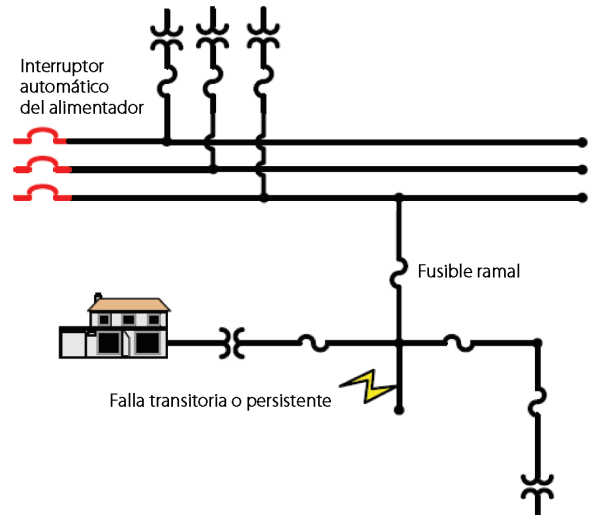 Interruptor
automático
del alimentador
Fusible ramal
Falla transitoria o persistente